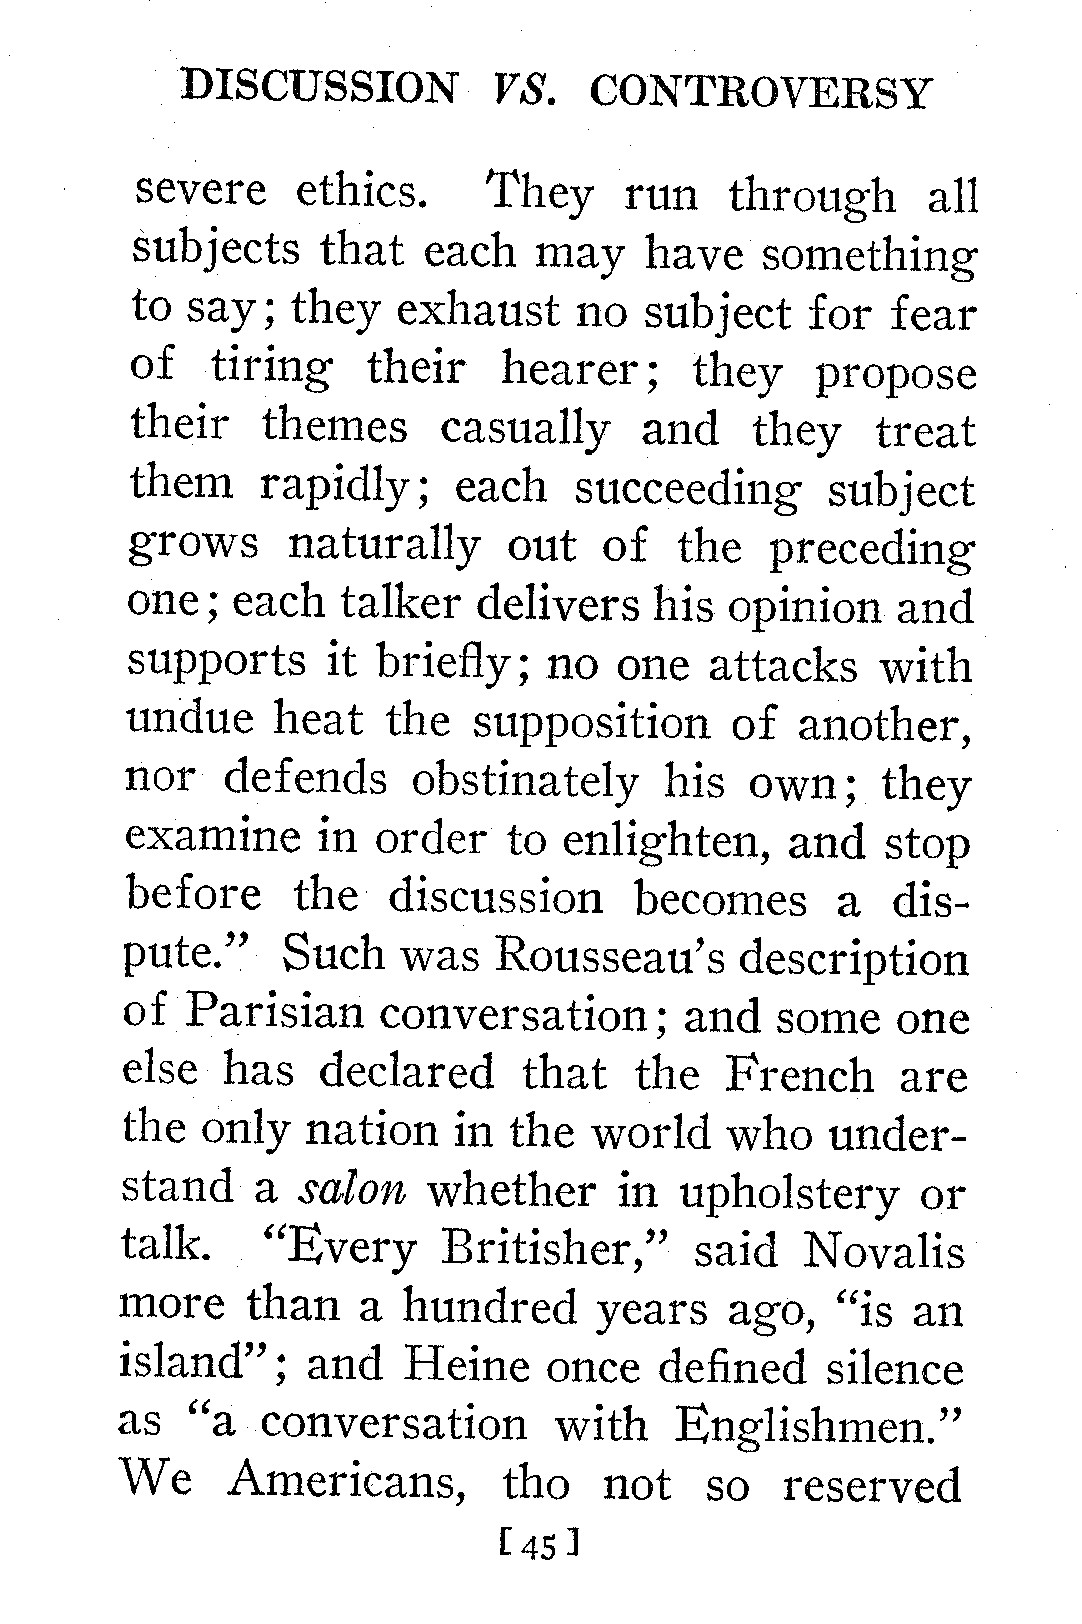 DISCUSSION VS. CONTROVERSY
severe ethics. They run through all
subjects that each may have something
to say; they exhaust no subject for fear
of tiring their hearer; they propose
their themes casually and they treat
them rapidly; each succeeding subject
grows naturally out of the preceding
one; each talker delivers his opinion and
supports it briefly; no one attacks with
undue heat the supposition of another,
nor defends obstinately his own; they
examine in order to enlighten, and stop
before the discussion becomes a dis-
pute.” Such was Rousseau’s description
of Parisian conversation; and some one
else has declared that the French are
the only nation in the world who under-
stand a salon whether in upholstery or
talk. “Every Britisher,” said Novalis
more than a hundred years ago, “is an
island”; and Heine once defined silence
as “a conversation with Englishmen.”
We Americans, tho not so reserved
[45]